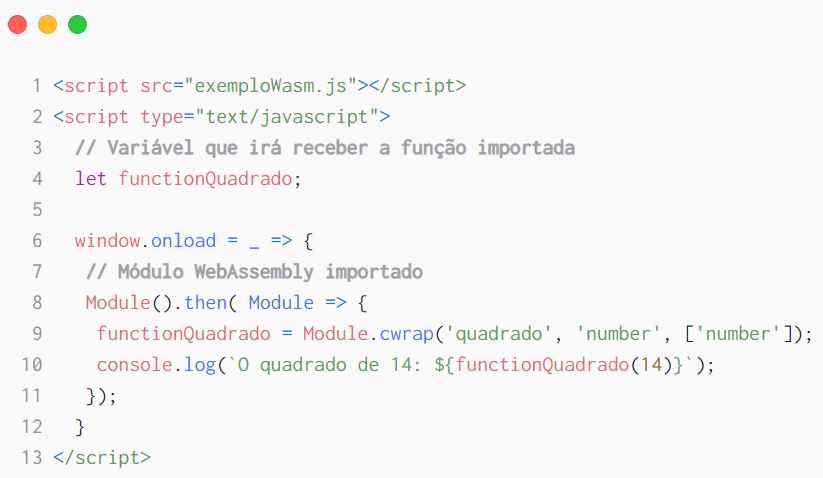 1 <script src="exemploWasm.js"></script>
2 <script type="text/javascript">
3 // Variável que irá receber a função importada
4 let functionQuadrado;
5
6 window.onload = _ => {
7 // Módulo WebAssembly importado
8 Module().then( Module => {
9 functionQuadrado = Module.cwrap('quadrado', 'number', ['number']);
10 console.log(`O quadrado de 14: ${functionQuadrado(14)}`);
11 });
12 }
13 </script>